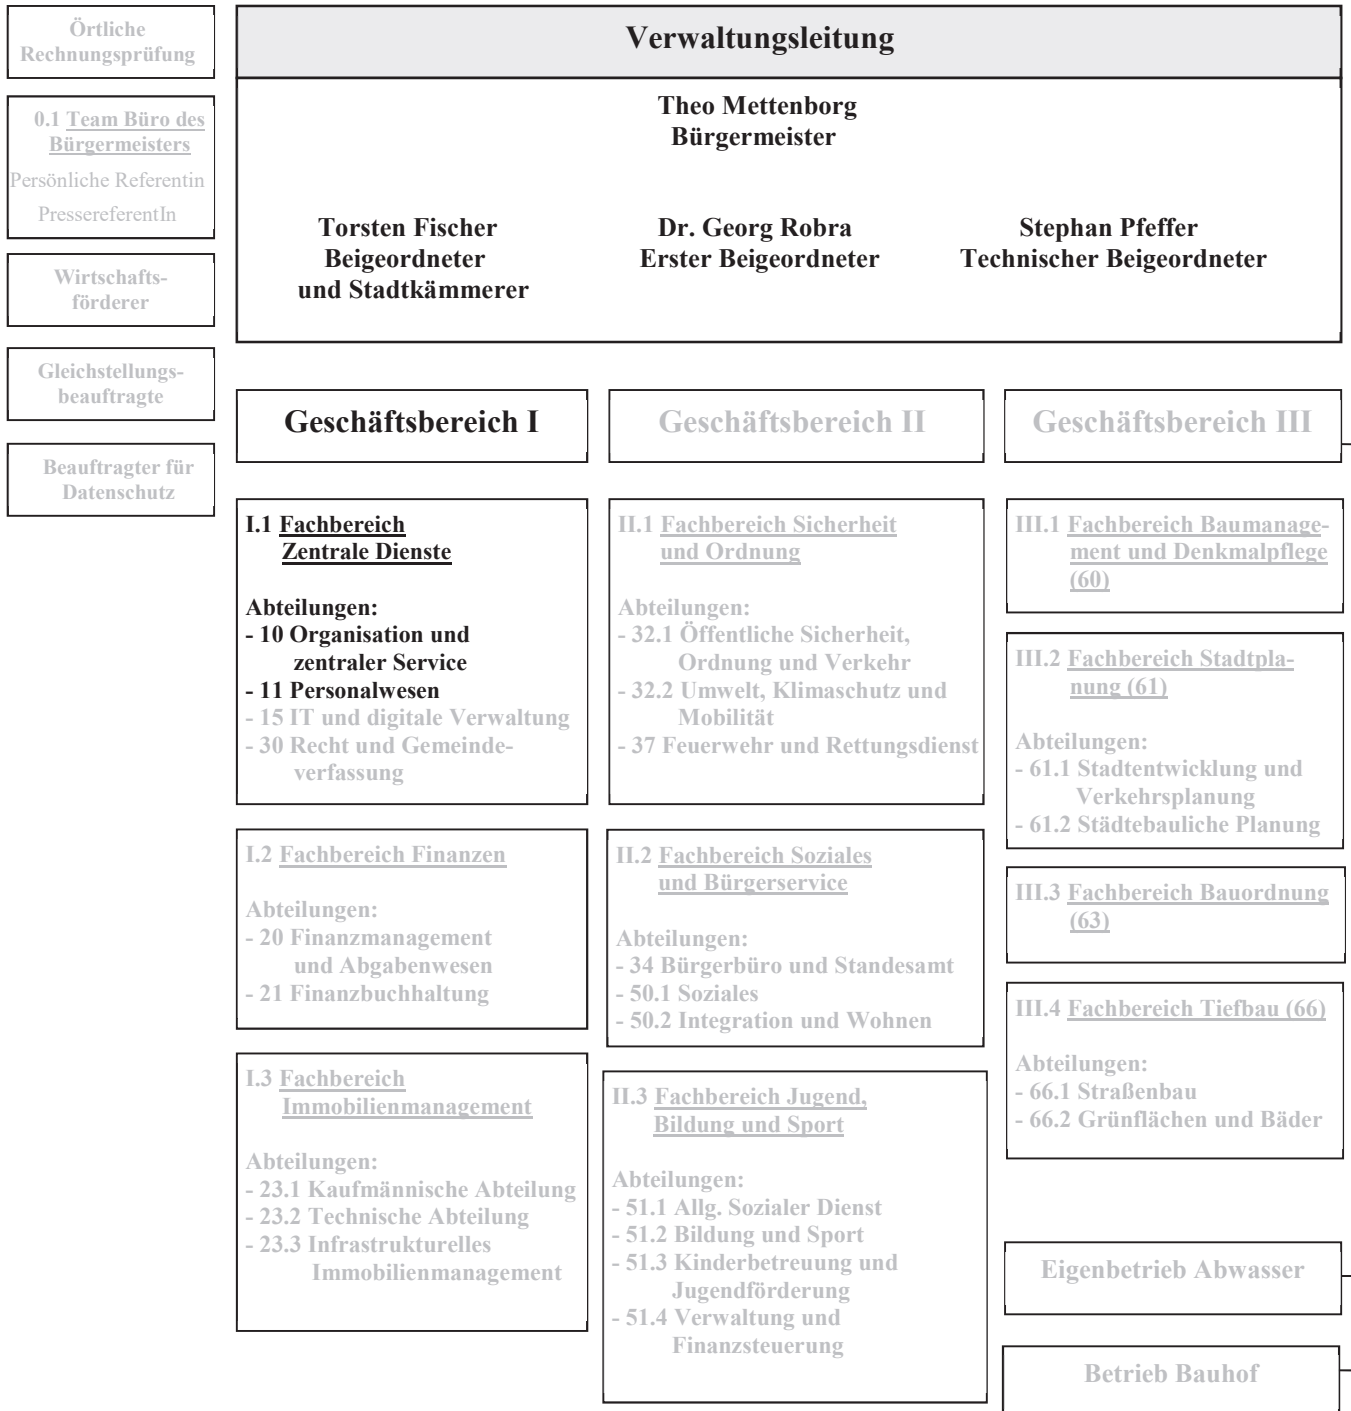 Örtliche
Rechnungsprüfung
0.1 Team Büro des
Bürgermeisters
Persönliche Referentin
PressereferentIn
Wirtschafts-
förderer
Gleichstellungs-
beauftragte
Beauftragter für
Datenschutz
Verwaltungsleitung
Theo Mettenborg
Bürgermeister
Torsten Fischer
Beigeordneter
und Stadtkämmerer
Dr. Georg Robra
Erster Beigeordneter
Stephan Pfeffer
Technischer Beigeordneter
Geschäftsbereich I
I.1 Fachbereich
Zentrale Dienste
Abteilungen:
- 10 Organisation und
zentraler Service
- 11 Personalwesen
- 15 IT und digitale Verwaltung
- 30 Recht und Gemeinde-
verfassung
I.2 Fachbereich Finanzen
Abteilungen:
- 20 Finanzmanagement
und Abgabenwesen
- 21 Finanzbuchhaltung
I.3 Fachbereich
Immobilienmanagement
Abteilungen:
- 23.1 Kaufmännische Abteilung
- 23.2 Technische Abteilung
- 23.3 Infrastrukturelles
Immobilienmanagement
Geschäftsbereich II
II.1 Fachbereich Sicherheit
und Ordnung
Abteilungen:
- 32.1 Öffentliche Sicherheit,
Ordnung und Verkehr
- 32.2 Umwelt, Klimaschutz und
Mobilität
- 37 Feuerwehr und Rettungsdienst
II.2 Fachbereich Soziales
und Bürgerservice
Abteilungen:
- 34 Bürgerbüro und Standesamt
- 50.1 Soziales
- 50.2 Integration und Wohnen
II.3 Fachbereich Jugend,
Bildung und Sport
Abteilungen:
- 51.1 Allg. Sozialer Dienst
- 51.2 Bildung und Sport
- 51.3 Kinderbetreuung und
Jugendförderung
- 51.4 Verwaltung und
Finanzsteuerung
Geschäftsbereich III
III.1 Fachbereich Baumanage-
ment und Denkmalpflege
(60)
III.2 Fachbereich Stadtpla-
nung (61)
Abteilungen:
- 61.1 Stadtentwicklung und
Verkehrsplanung
- 61.2 Städtebauliche Planung
III.3 Fachbereich Bauordnung
(63)
III.4 Fachbereich Tiefbau (66)
Abteilungen:
- 66.1 Straßenbau
- 66.2 Grünflächen und Bäder
Eigenbetrieb Abwasser
Betrieb Bauhof